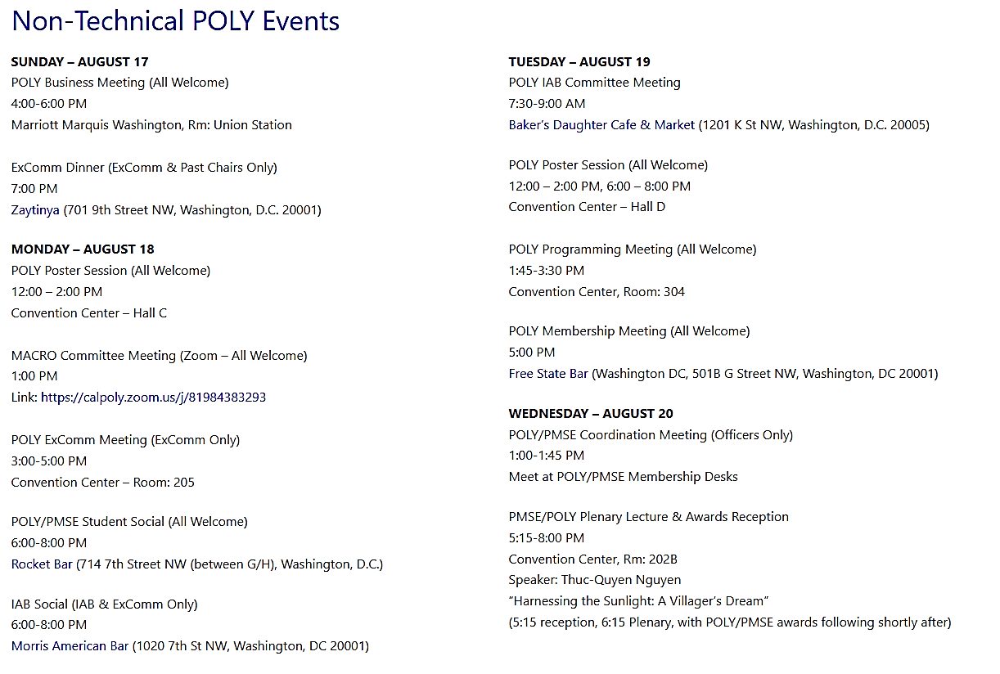 Non-Technical POLY Events
SUNDAY – AUGUST 17
POLY Business Meeting (All Welcome)
4:00-6:00 PM
Marriott Marquis Washington, Rm: Union Station
ExComm Dinner (ExComm & Past Chairs Only)
7:00 PM
Zaytinya (701 9th Street NW, Washington, D.C. 20001)
MONDAY – AUGUST 18
POLY Poster Session (All Welcome)
12:00 – 2:00 PM
Convention Center – Hall C
MACRO Committee Meeting (Zoom – All Welcome)
1:00 PM
Link: https://calpoly.zoom.us/j/81984383293
POLY ExComm Meeting (ExComm Only)
3:00-5:00 PM
Convention Center – Room: 205
POLY/PMSE Student Social (All Welcome)
6:00-8:00 PM
Rocket Bar (714 7th Street NW (between G/H), Washington, D.C.)
IAB Social (IAB & ExComm Only)
6:00-8:00 PM
Morris American Bar (1020 7th St NW, Washington, DC 20001)
TUESDAY – AUGUST 19
POLY IAB Committee Meeting
7:30-9:00 AM
Baker’s Daughter Cafe & Market (1201 K St NW, Washington, D.C. 20005)
POLY Poster Session (All Welcome)
12:00 – 2:00 PM, 6:00 – 8:00 PM
Convention Center – Hall D
POLY Programming Meeting (All Welcome)
1:45-3:30 PM
Convention Center, Room: 304
POLY Membership Meeting (All Welcome)
5:00 PM
Free State Bar (Washington DC, 501B G Street NW, Washington, DC 20001)
WEDNESDAY – AUGUST 20
POLY/PMSE Coordination Meeting (Officers Only)
1:00-1:45 PM
Meet at POLY/PMSE Membership Desks
PMSE/POLY Plenary Lecture & Awards Reception
5:15-8:00 PM
Convention Center, Rm: 202B
Speaker: Thuc-Quyen Nguyen
“Harnessing the Sunlight: A Villager’s Dream“
(5:15 reception, 6:15 Plenary, with POLY/PMSE awards following shortly after)